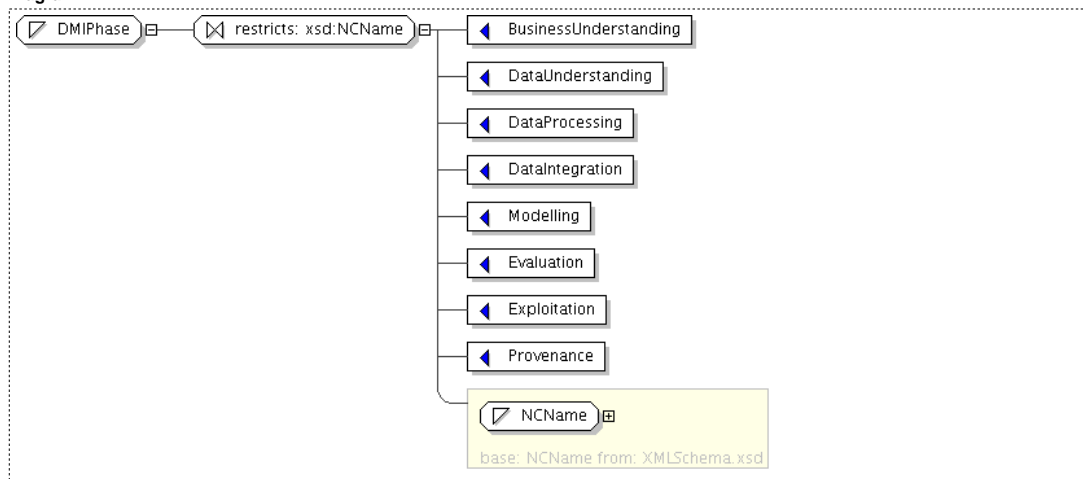 DMIPhase
restricts: xsd:NCName
BusinessUnderstanding
DataUnderstanding
DataProcessing
DataIntegration
Modelling
Evaluation
Exploitation
Provenance
NCName
base: NCName from: XMLSchema.xsd